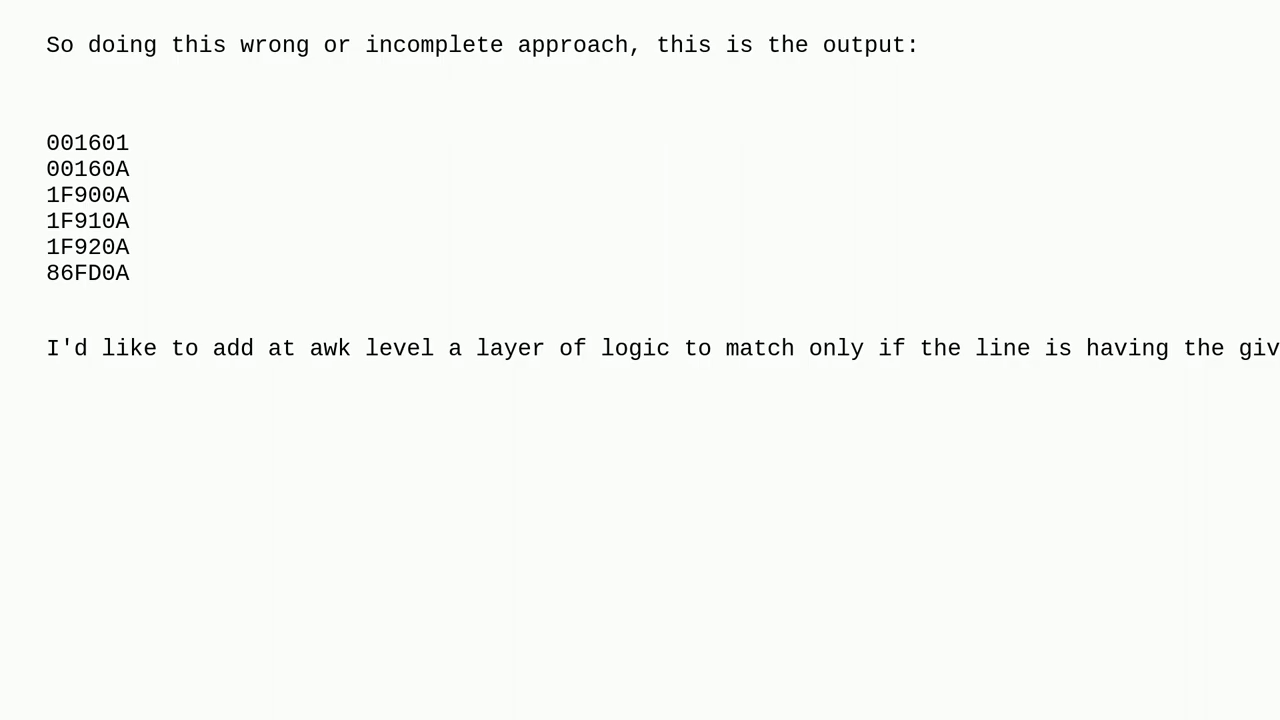 So doing this wrong or incomplete approach, this is the output:
001601
00160A
1F900A
1F910A
1F920A
86FD0A
I'd like to add at awk level a layer of logic to match only if the line is having the giv